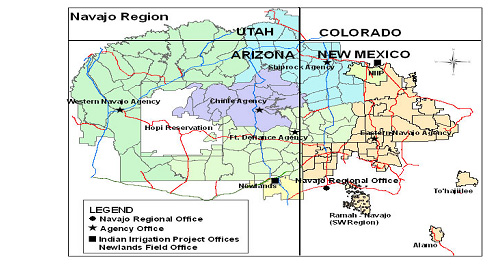 Navajo Region
UTAH
COLORADO
ARIZONA
NEW MEXICO
Shiprock Agency
NIIP
Western Navajo Agency
Chinle Agency
Hopi Reservation
Ft. Defiance Agency
Eastern Navajo Agency
Newlands
Navajo Regional Office
To'hajiilee
Ramah - Navajo
(SW Region)
Alamo
LEGEND
Navajo Regional Office
Agency Office
Indian Irrigation Project Offices
Newlands Field Office